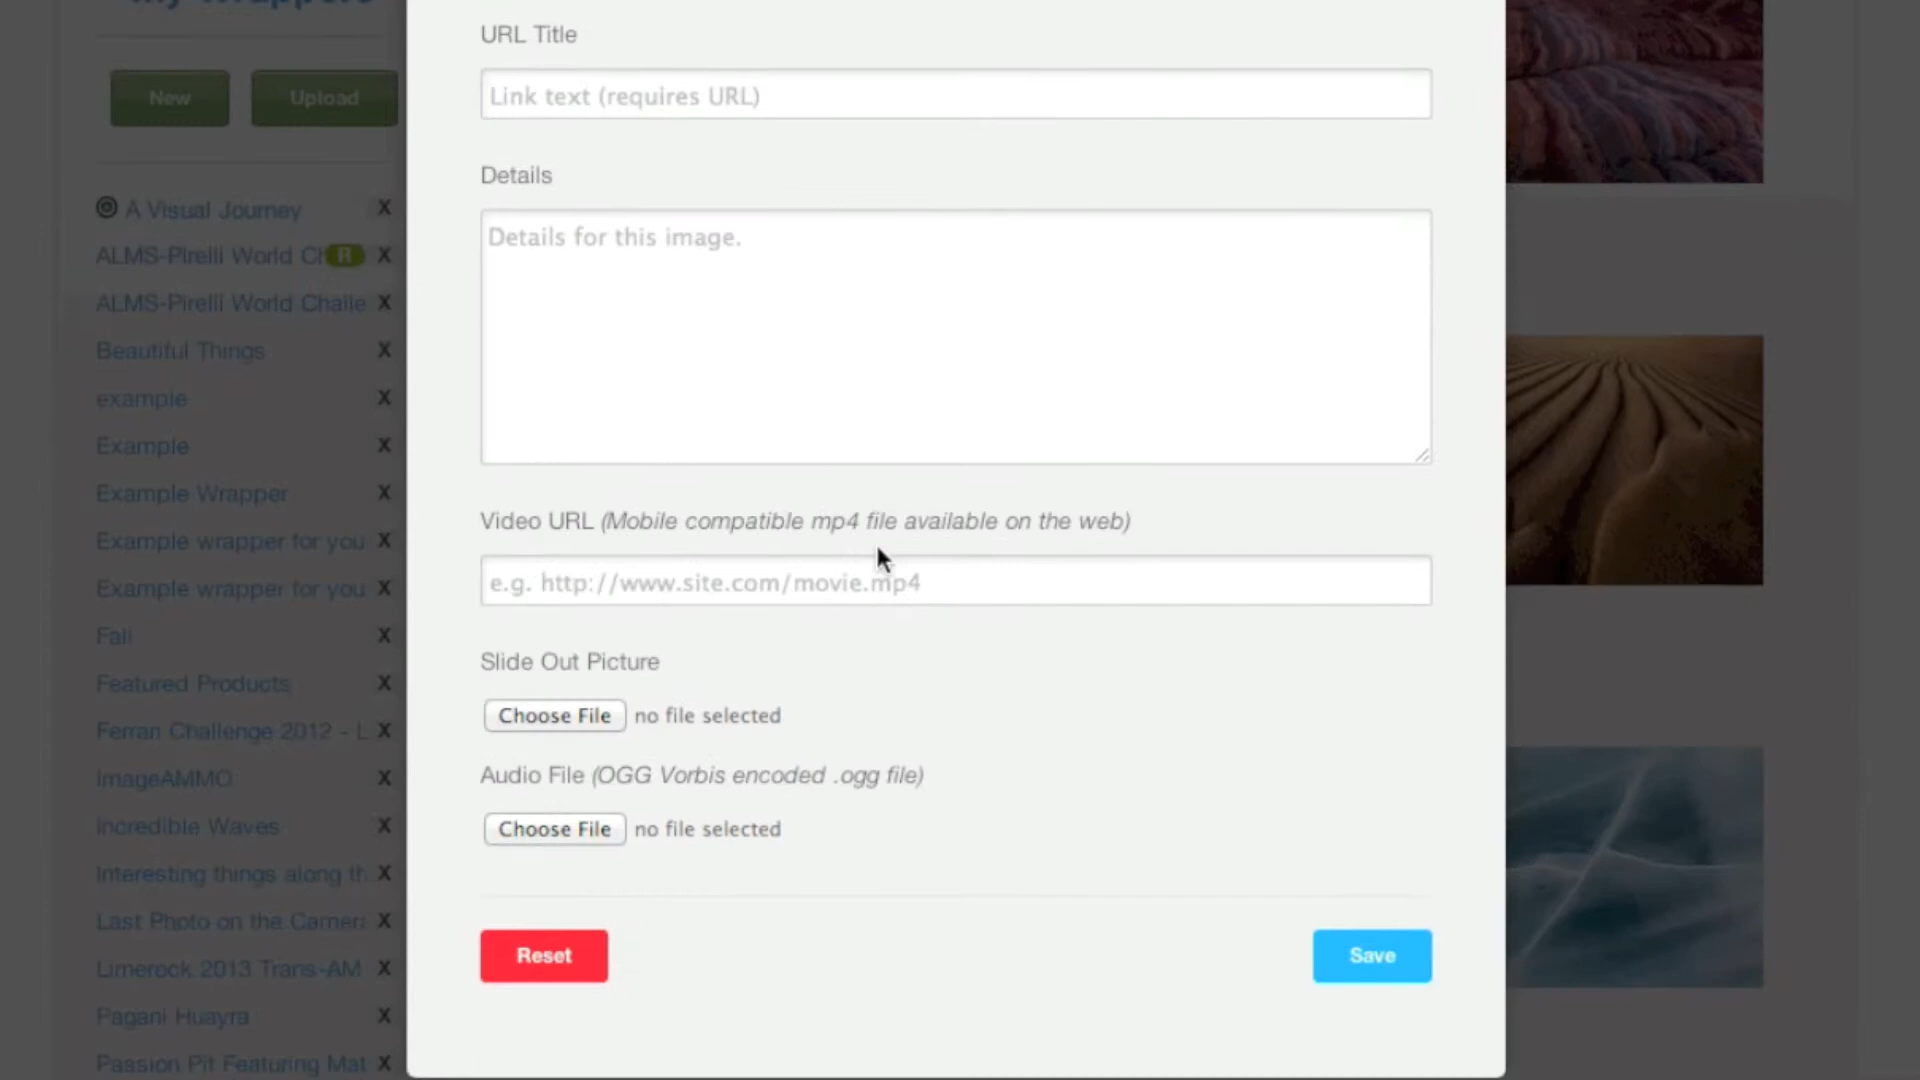 My Wrappers
New
Upload
A Visual Journey X
ALMS-Pirelli World Ch R X
ALMS-Pirelli World Challe X
Beautiful Things X
example X
Example X
Example Wrapper X
Example wrapper for you X
Example wrapper for you X
Fall X
Featured Products X
Ferrari Challenge 2012 - L X
ImageAMMO X
Incredible Waves X
Interesting things along th X
Last Photo on the Camera X
Limerock 2013 Trans-AM X
Pagani Huayra X
Passion Pit Featuring Mat X
URL Title
Link text (requires URL)
Details
Details for this image.
Video URL (Mobile compatible mp4 file available on the web)
e.g. http://www.site.com/movie.mp4
Slide Out Picture
Choose File no file selected
Audio File (OGG Vorbis encoded .ogg file)
Choose File no file selected
Reset
Save